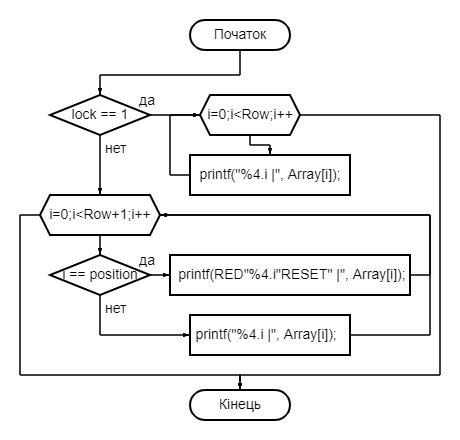 Початок
lock == 1
да
i=0;i<Row;i++
нет
printf("%4.i |", Array[i]);
i=0;i<Row+1;i++
i == position
да
printf(RED"%4.i"RESET" |", Array[i]);
нет
printf("%4.i |", Array[i]);
Кінець